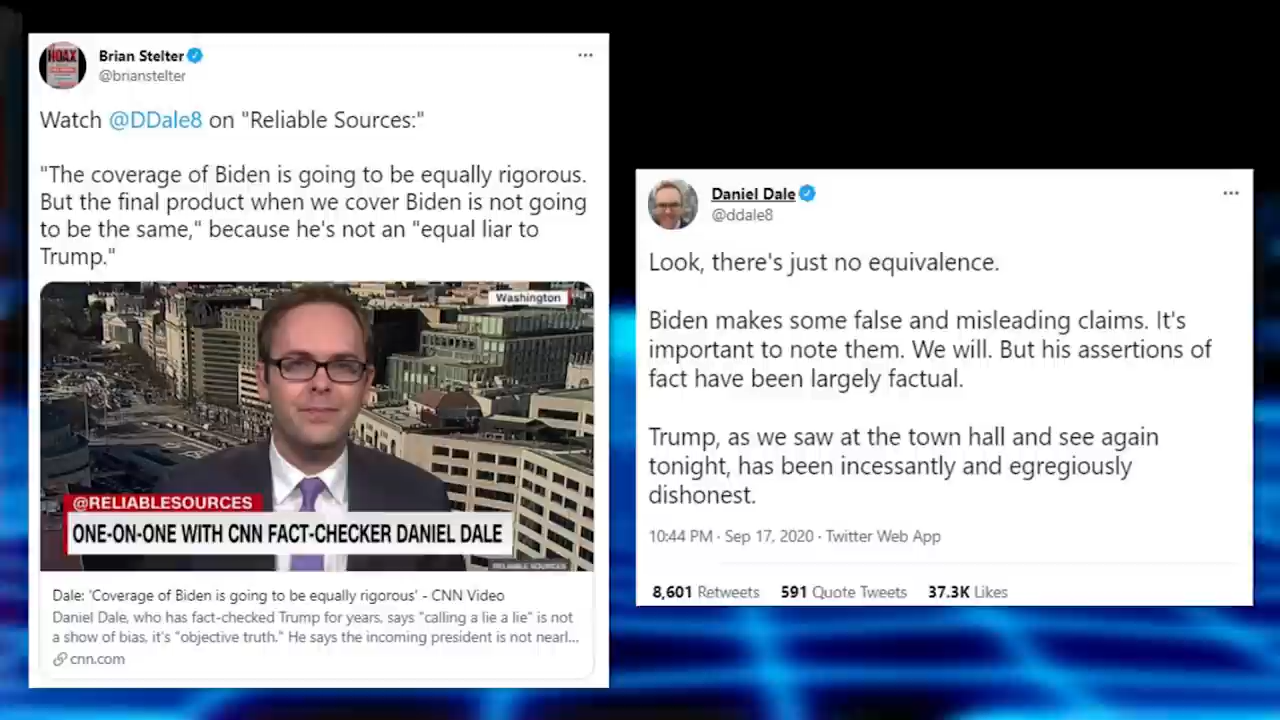 HOAX
Brian Stelter
@brianstelter
Watch @DDale8 on "Reliable Sources:"
"The coverage of Biden is going to be equally rigorous.
But the final product when we cover Biden is not going
to be the same," because he's not an "equal liar to
Trump."
Washington
@RELIABLESOURCES
ONE-ON-ONE WITH CNN FACT-CHECKER DANIEL DALE
RELIABLE SOURCES
Dale: 'Coverage of Biden is going to be equally rigorous' - CNN Video
Daniel Dale, who has fact-checked Trump for years, says "calling a lie a lie" is not
a show of bias, it's "objective truth." He says the incoming president is not nearl...
cnn.com
Daniel Dale
@ddale8
Look, there's just no equivalence.
Biden makes some false and misleading claims. It's
important to note them. We will. But his assertions of
fact have been largely factual.
Trump, as we saw at the town hall and see again
tonight, has been incessantly and egregiously
dishonest.
10:44 PM · Sep 17, 2020 · Twitter Web App
8,601 Retweets 591 Quote Tweets 37.3K Likes